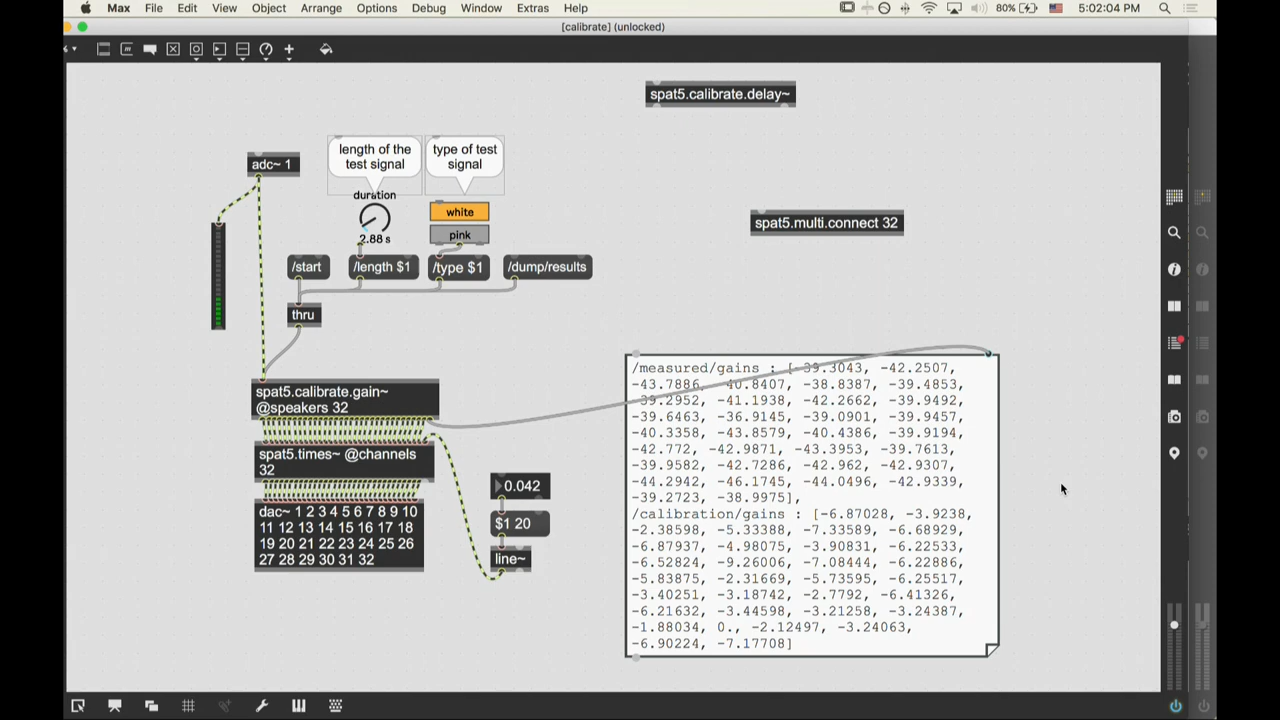 Max File Edit View Object Arrange Options Debug Window Extras Help 80% 5:02:04 PM
[calibrate] (unlocked)
spat5.calibrate.delay~
length of the
test signal
type of test
signal
adc~ 1
duration
2.88 s
white
pink
spat5.multi.connect 32
/start /length $1 /type $1 /dump/results
thru
spat5.calibrate.gain~
@speakers 32
spat5.times~ @channels
32
dac~ 1 2 3 4 5 6 7 8 9 10
11 12 13 14 15 16 17 18
19 20 21 22 23 24 25 26
27 28 29 30 31 32
0.042
$1 20
line~
/measured/gains : [-39.3043, -42.2507,
-43.7886, -40.8407, -38.8387, -39.4853,
-39.2952, -41.1938, -42.2662, -39.9492,
-39.6463, -36.9145, -39.0901, -39.9457,
-40.3358, -43.8579, -40.4386, -39.9194,
-42.772, -42.9871, -43.3953, -39.7613,
-39.9582, -42.7286, -42.962, -42.9307,
-44.2942, -46.1745, -44.0496, -42.9339,
-39.2723, -38.9975],
/calibration/gains : [-6.87028, -3.9238,
-2.38598, -5.33388, -7.33589, -6.68929,
-6.87937, -4.98075, -3.90831, -6.22533,
-6.52824, -9.26006, -7.08444, -6.22886,
-5.83875, -2.31669, -5.73595, -6.25517,
-3.40251, -3.18742, -2.7792, -6.41326,
-6.21632, -3.44598, -3.21258, -3.24387,
-1.88034, 0., -2.12497, -3.24063,
-6.90224, -7.17708]